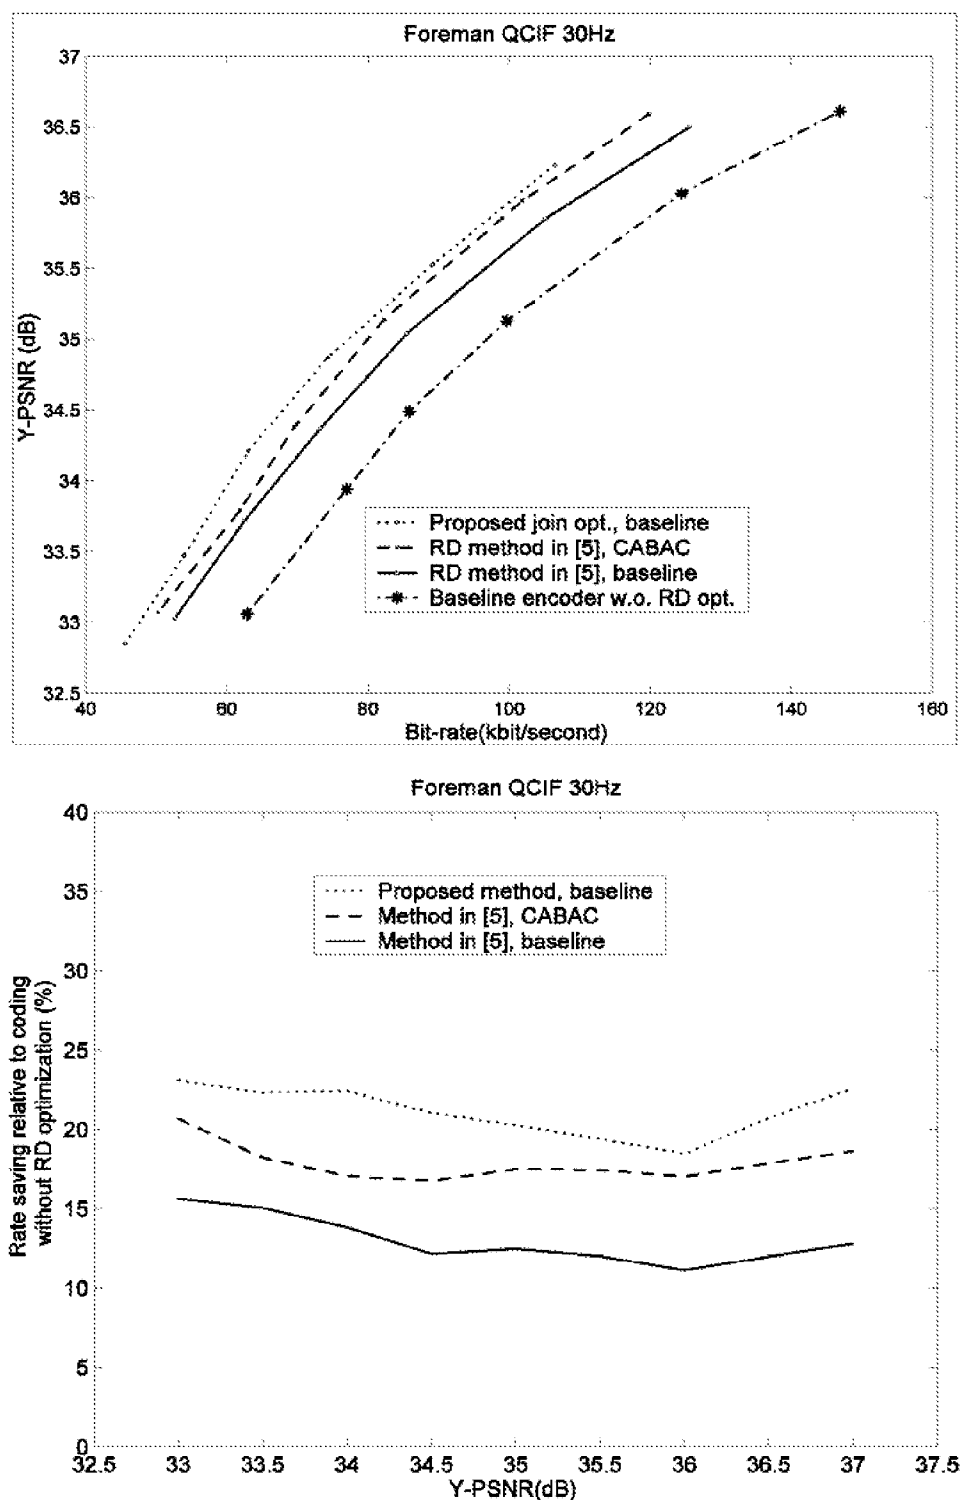 Foreman QCIF 30Hz
37
36.5
36
35.5
35
34.5
34
33.5
33
32.5
Y-PSNR (dB)
Proposed join opt., baseline
RD method in [5], CABAC
RD method in [5], baseline
Baseline encoder w.o. RD opt.
40 60 80 100 120 140 160
Bit-rate(kbit/second)
Foreman QCIF 30Hz
40
35
30
25
20
15
10
5
0
Rate saving relative to coding
without RD optimization (%)
Proposed method, baseline
Method in [5], CABAC
Method in [5], baseline
32.5 33 33.5 34 34.5 35 35.5 36 36.5 37 37.5
Y-PSNR(dB)